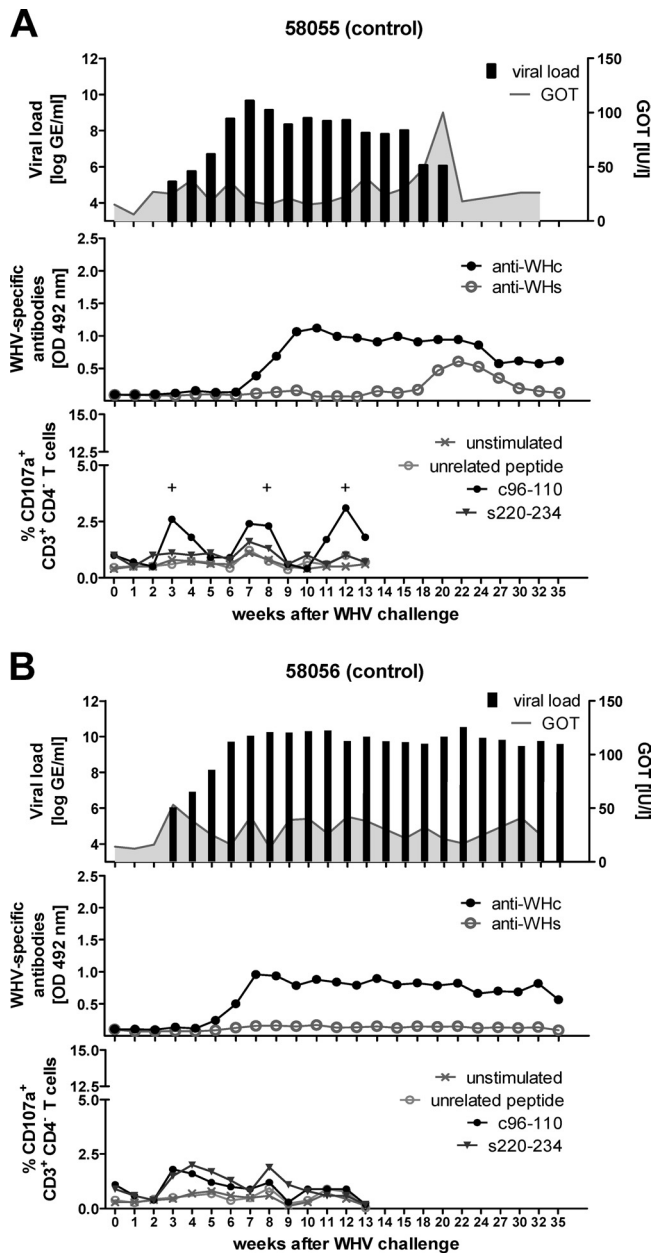 A
58055 (control)
12
10
8
6
4
Viral load
[log GE/ml]
viral load
GOT
150
100
50
0
GOT [IU/l]
2.5
2.0
1.5
1.0
0.5
WHV-specific
antibodies
[OD 492 nm]
anti-WHc
anti-WHs
15.0
12.5
5.0
2.5
0.0
% CD107a+
CD3+ CD4- T cells
unstimulated
unrelated peptide
c96-110
s220-234
+ + +
0 1 2 3 4 5 6 7 8 9 10 11 12 13 14 15 16 18 20 22 24 27 30 32 35
weeks after WHV challenge
B
58056 (control)
12
10
8
6
4
Viral load
[log GE/ml]
viral load
GOT
150
100
50
0
GOT [IU/l]
2.5
2.0
1.5
1.0
0.5
WHV-specific
antibodies
[OD 492 nm]
anti-WHc
anti-WHs
15.0
12.5
5.0
2.5
0.0
% CD107a+
CD3+ CD4- T cells
unstimulated
unrelated peptide
c96-110
s220-234
0 1 2 3 4 5 6 7 8 9 10 11 12 13 14 15 16 18 20 22 24 27 30 32 35
weeks after WHV challenge